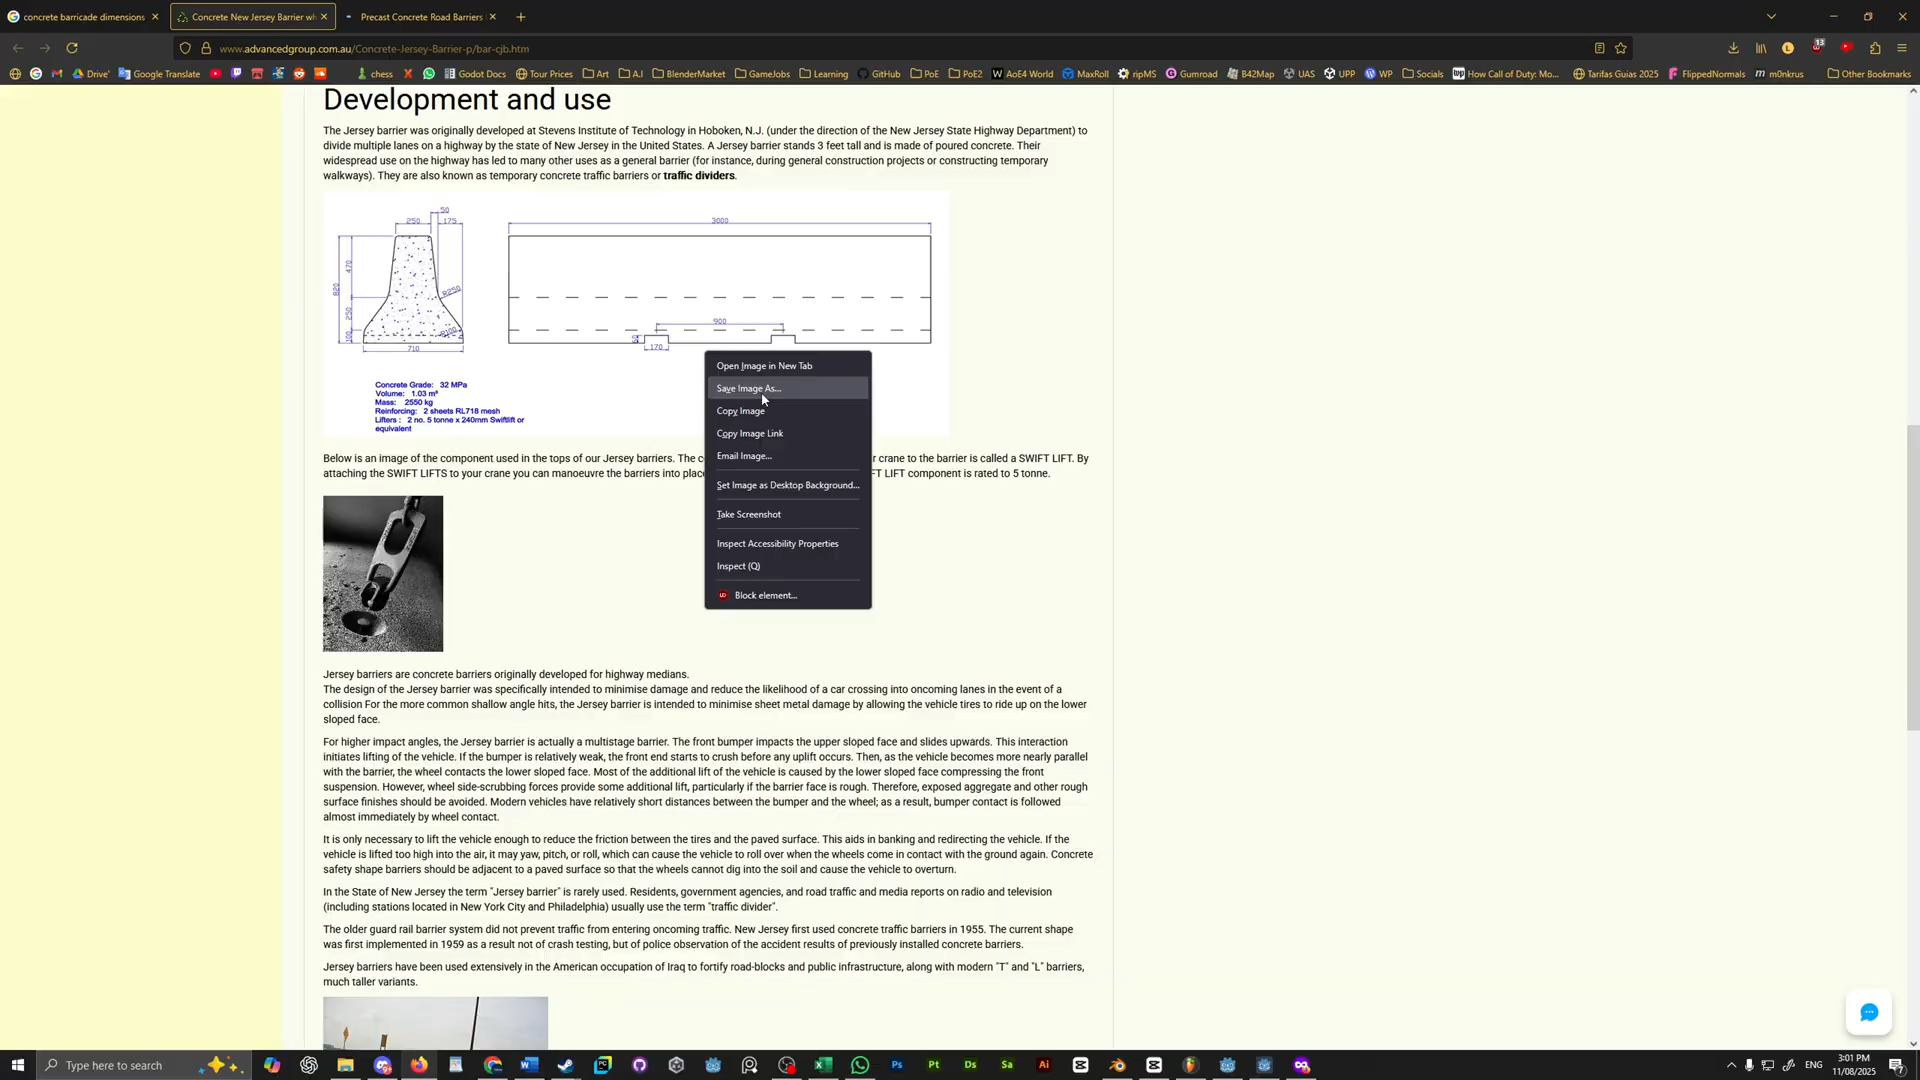 concrete barricade dimensions
Concrete New Jersey Barrier wh
Precast Concrete Road Barriers
www.advancedgroup.com.au/Concrete-Jersey-Barrier-p/bar-cjb.htm
13
Drive'
Google Translate
chess
Godot Docs
Tour Prices
Art
A.I
BlenderMarket
GameJobs
Learning
GitHub
PoE
PoE2
AoE4 World
MaxRoll
ripMS
Gumroad
B42Map
UAS
UPP
WP
Socials
How Call of Duty: Mo...
Tarifas Guias 2025
FlippedNormals
m0nkrus
Other Bookmarks
Development and use
The Jersey barrier was originally developed at Stevens Institute of Technology in Hoboken, N.J. (under the direction of the New Jersey State Highway Department) to
divide multiple lanes on a highway by the state of New Jersey in the United States. A Jersey barrier stands 3 feet tall and is made of poured concrete. Their
widespread use on the highway has led to many other uses as a general barrier (for instance, during general construction projects or constructing temporary
walkways). They are also known as temporary concrete traffic barriers or traffic dividers.
50
250
175
3000
470
820
R250
250
900
R100
100
710
170
Concrete Grade: 32 MPa
Volume: 1.03 m³
Mass: 2550 kg
Reinforcing: 2 sheets RL718 mesh
Lifters : 2 no. 5 tonne x 240mm Swiftlift or
equivalent
Open Image in New Tab
Save Image As...
Copy Image
Copy Image Link
Email Image...
Set Image as Desktop Background...
Take Screenshot
Inspect Accessibility Properties
Inspect (Q)
Block element...
Below is an image of the component used in the tops of our Jersey barriers. The c r crane to the barrier is called a SWIFT LIFT. By
attaching the SWIFT LIFTS to your crane you can manoeuvre the barriers into plac FT LIFT component is rated to 5 tonne.
Jersey barriers are concrete barriers originally developed for highway medians.
The design of the Jersey barrier was specifically intended to minimise damage and reduce the likelihood of a car crossing into oncoming lanes in the event of a
collision For the more common shallow angle hits, the Jersey barrier is intended to minimise sheet metal damage by allowing the vehicle tires to ride up on the lower
sloped face.
For higher impact angles, the Jersey barrier is actually a multistage barrier. The front bumper impacts the upper sloped face and slides upwards. This interaction
initiates lifting of the vehicle. If the bumper is relatively weak, the front end starts to crush before any uplift occurs. Then, as the vehicle becomes more nearly parallel
with the barrier, the wheel contacts the lower sloped face. Most of the additional lift of the vehicle is caused by the lower sloped face compressing the front
suspension. However, wheel side-scrubbing forces provide some additional lift, particularly if the barrier face is rough. Therefore, exposed aggregate and other rough
surface finishes should be avoided. Modern vehicles have relatively short distances between the bumper and the wheel; as a result, bumper contact is followed
almost immediately by wheel contact.
It is only necessary to lift the vehicle enough to reduce the friction between the tires and the paved surface. This aids in banking and redirecting the vehicle. If the
vehicle is lifted too high into the air, it may yaw, pitch, or roll, which can cause the vehicle to roll over when the wheels come in contact with the ground again. Concrete
safety shape barriers should be adjacent to a paved surface so that the wheels cannot dig into the soil and cause the vehicle to overturn.
In the State of New Jersey the term "Jersey barrier" is rarely used. Residents, government agencies, and road traffic and media reports on radio and television
(including stations located in New York City and Philadelphia) usually use the term "traffic divider".
The older guard rail barrier system did not prevent traffic from entering oncoming traffic. New Jersey first used concrete traffic barriers in 1955. The current shape
was first implemented in 1959 as a result not of crash testing, but of police observation of the accident results of previously installed concrete barriers.
Jersey barriers have been used extensively in the American occupation of Iraq to fortify road-blocks and public infrastructure, along with modern "T" and "L" barriers,
much taller variants.
Type here to search
Ps
Pt
Ds
Sa
Ai
ENG
3:01 PM
11/08/2025